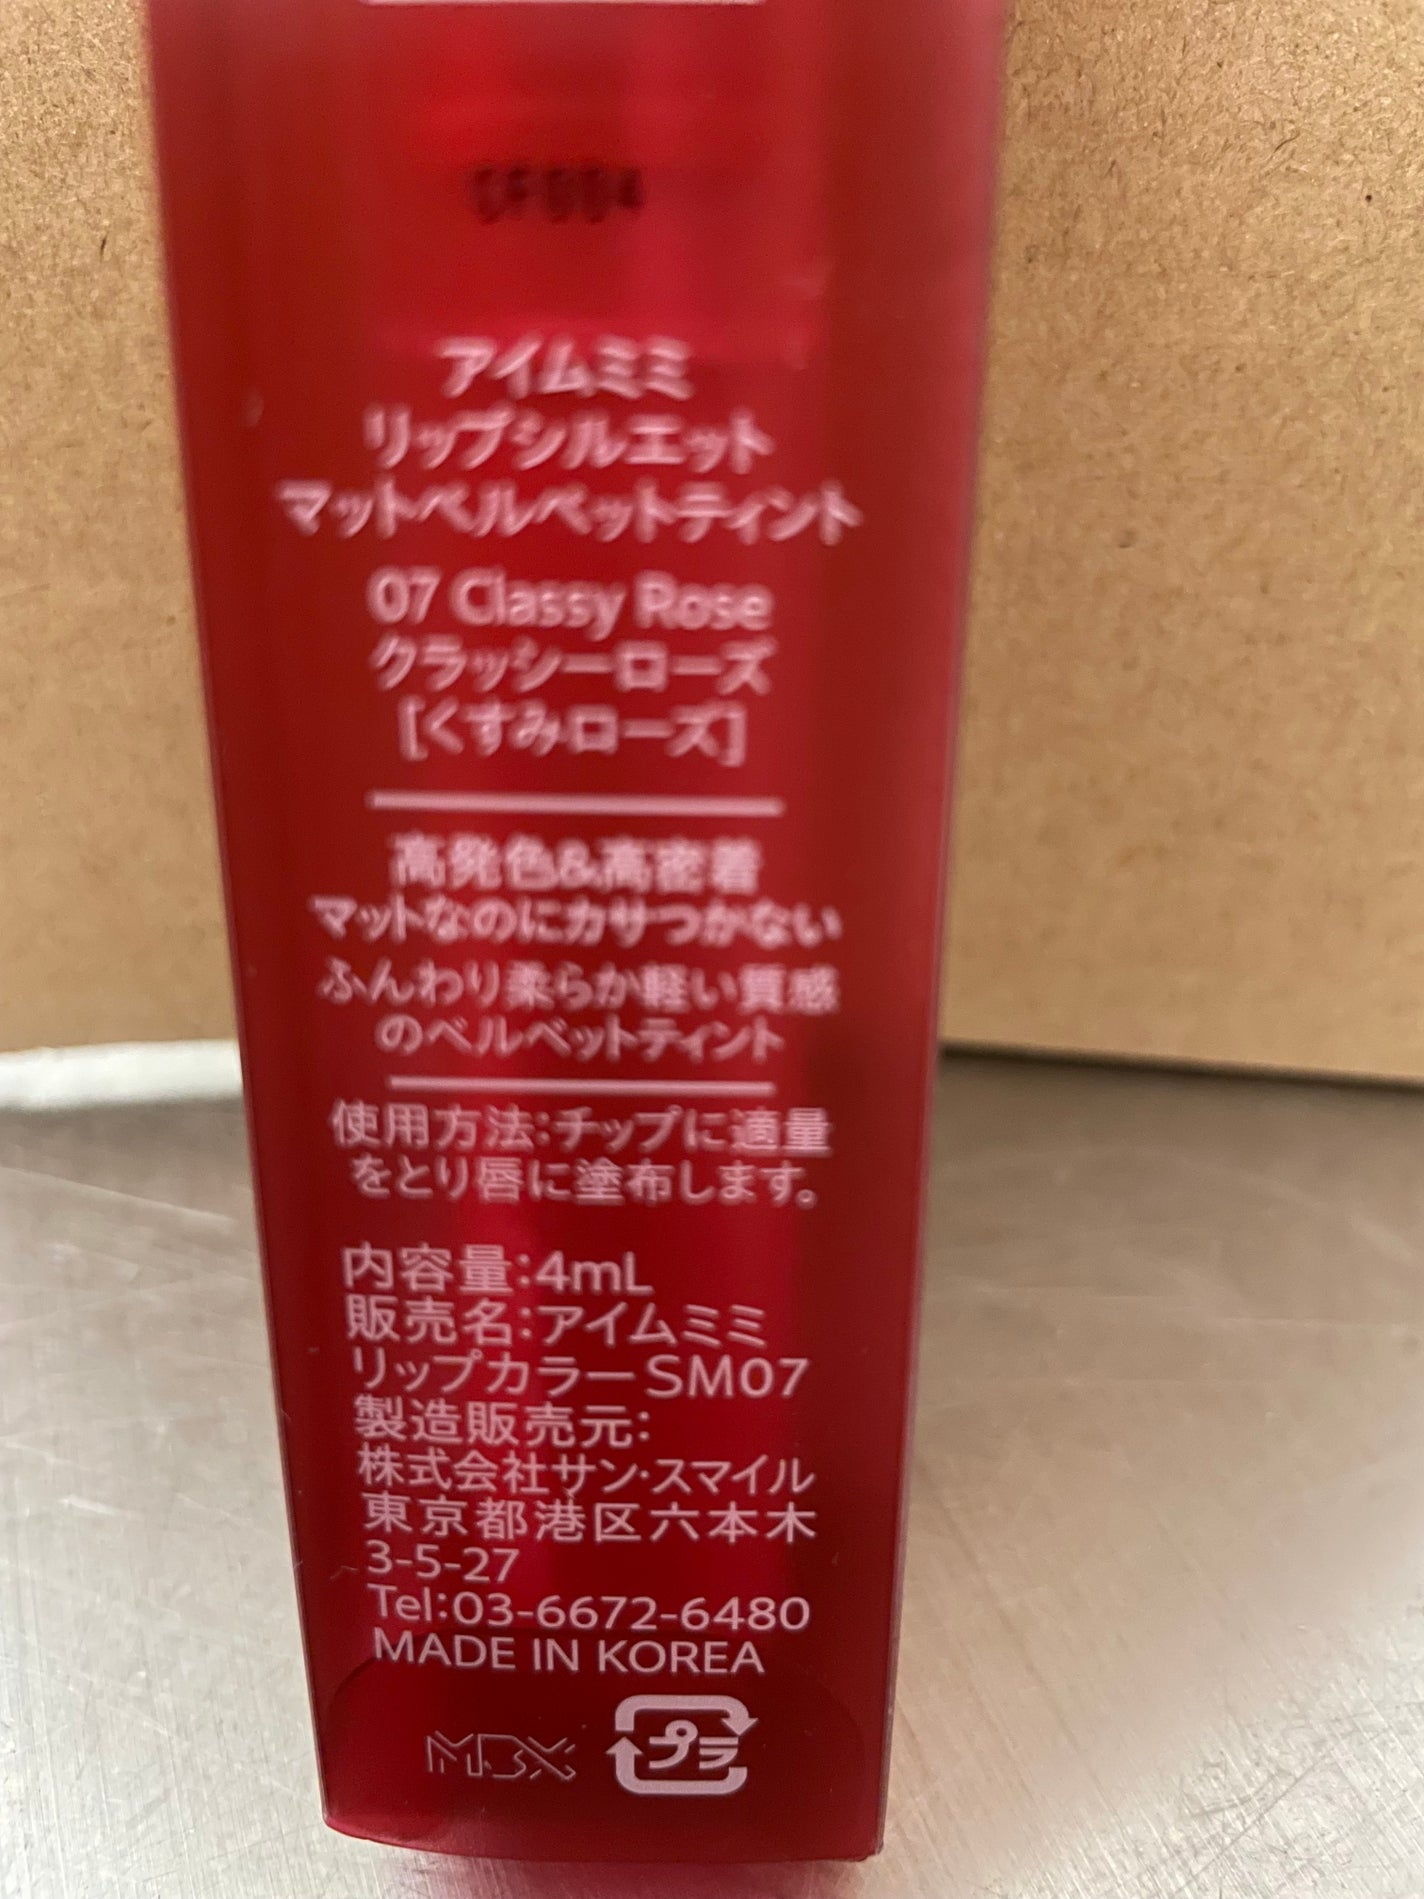 アイムミミ
リップシルエット
マットベルベットティント
07 Classy Rose
クラッシーローズ
[くすみローズ]
高発色&高密着
マットなのにカサつかない
ふんわり柔らか軽い質感
のベルベットティント
使用方法:チップに適量
をとり唇に塗布します。
内容量:4mL
販売名:アイムミミ
リップカラー SM07
製造販売元:
株式会社サン・スマイル
東京都港区六本木
3-5-27
Tel:03-6672-6480
MADE IN KOREA
MBX プラ